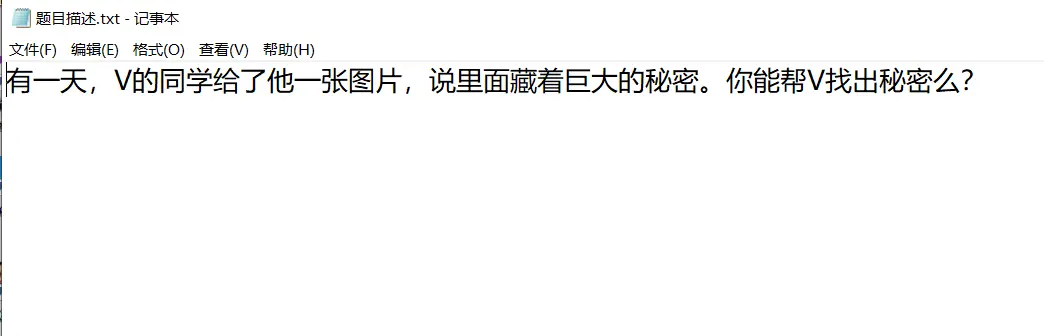 题目描述.txt - 记事本
文件(F) 编辑(E) 格式(O) 查看(V) 帮助(H)
有一天，V的同学给了他一张图片，说里面藏着巨大的秘密。你能帮V找出秘密么？